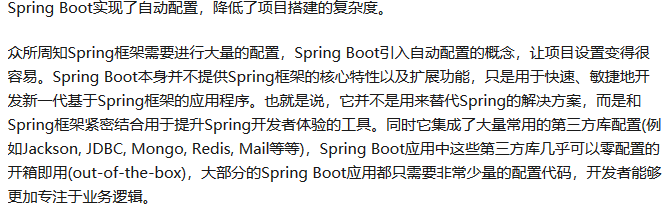 Spring Boot实现了自动配置，降低了项目搭建的复杂度。
众所周知Spring框架需要进行大量的配置，Spring Boot引入自动配置的概念，让项目设置变得很
容易。Spring Boot本身并不提供Spring框架的核心特性以及扩展功能，只是用于快速、敏捷地开
发新一代基于Spring框架的应用程序。也就是说，它并不是用来替代Spring的解决方案，而是和
Spring框架紧密结合用于提升Spring开发者体验的工具。同时它集成了大量常用的第三方库配置(例
如Jackson, JDBC, Mongo, Redis, Mail等等)，Spring Boot应用中这些第三方库几乎可以零配置的
开箱即用(out-of-the-box)，大部分的Spring Boot应用都只需要非常少量的配置代码，开发者能够
更加专注于业务逻辑。